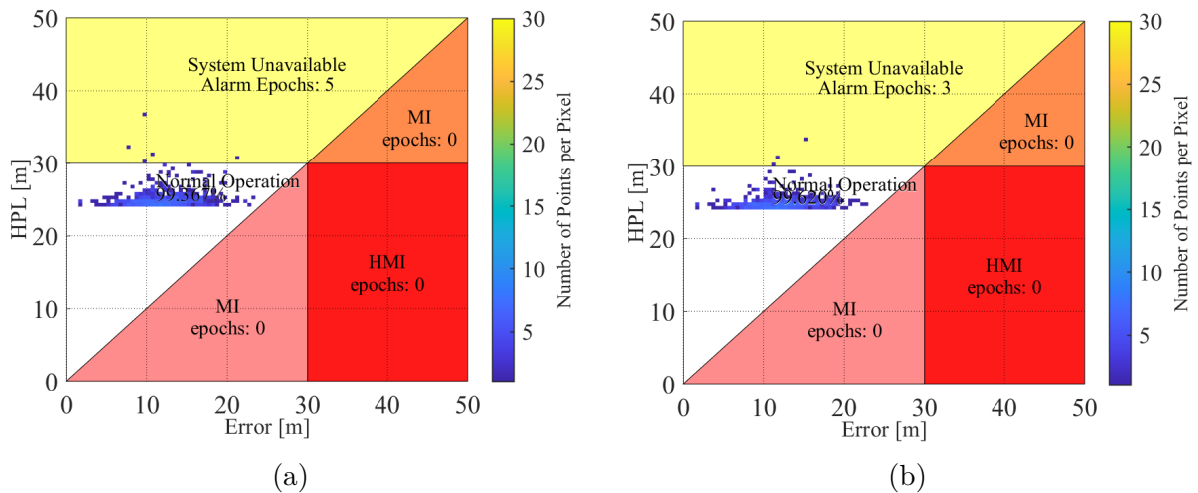 50
40
30
20
10
0
HPL [m]
System Unavailable
Alarm Epochs: 5
MI
epochs: 0
Normal Operation
99.367%
HMI
epochs: 0
MI
epochs: 0
0 10 20 30 40 50
Error [m]
30
25
20
15
10
5
Number of Points per Pixel
(a)
50
40
30
20
10
0
HPL [m]
System Unavailable
Alarm Epochs: 3
MI
epochs: 0
Normal Operation
99.626%
HMI
epochs: 0
MI
epochs: 0
0 10 20 30 40 50
Error [m]
30
25
20
15
10
5
Number of Points per Pixel
(b)